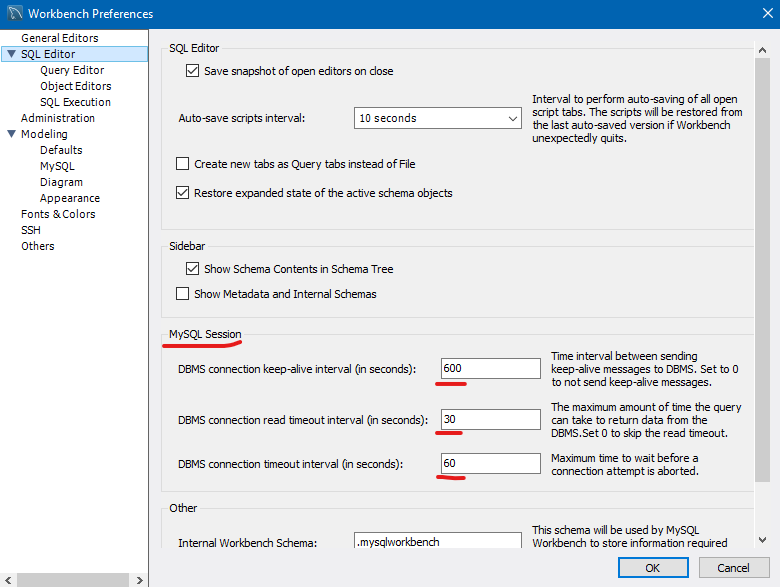 Workbench Preferences
General Editors
SQL Editor
Query Editor
Object Editors
SQL Execution
Administration
Modeling
Defaults
MySQL
Diagram
Appearance
Fonts & Colors
SSH
Others
SQL Editor
Save snapshot of open editors on close
Auto-save scripts interval:
10 seconds
Interval to perform auto-saving of all open
script tabs. The scripts will be restored from
the last auto-saved version if Workbench
unexpectedly quits.
Create new tabs as Query tabs instead of File
Restore expanded state of the active schema objects
Sidebar
Show Schema Contents in Schema Tree
Show Metadata and Internal Schemas
MySQL Session
DBMS connection keep-alive interval (in seconds):
600
Time interval between sending
keep-alive messages to DBMS. Set to 0
to not send keep-alive messages.
DBMS connection read timeout interval (in seconds):
30
The maximum amount of time the query
can take to return data from the
DBMS.Set 0 to skip the read timeout.
DBMS connection timeout interval (in seconds):
60
Maximum time to wait before a
connection attempt is aborted.
Other
Internal Workbench Schema:
.mysqlworkbench
This schema will be used by MySQL
Workbench to store information required
OK
Cancel